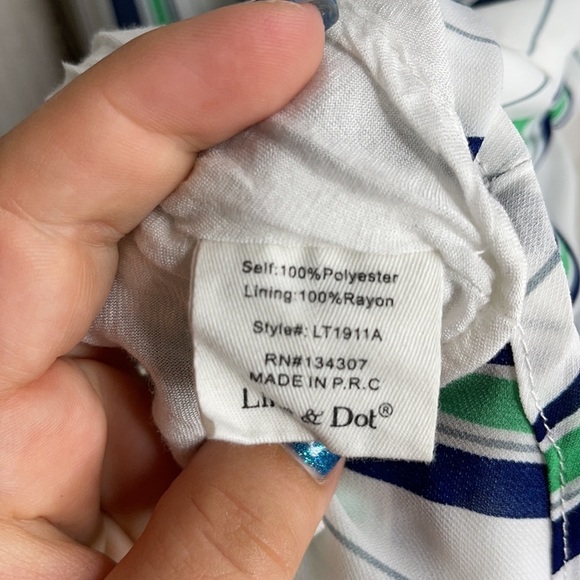 Self:100%Polyester
Lining:100%Rayon
Style#: LT1911A
RN#134307
MADE IN P.R.C
& Dot®